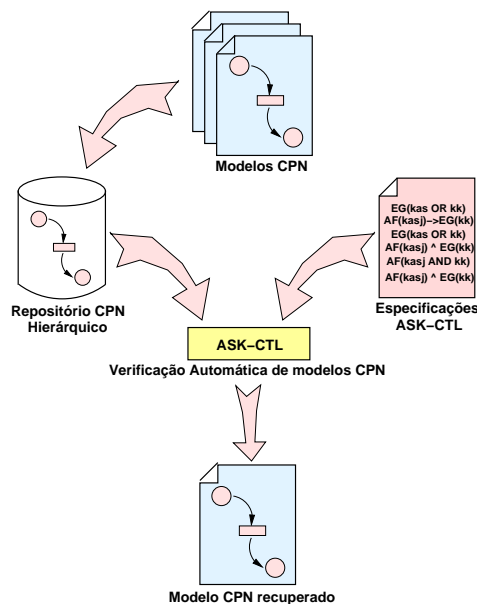 Modelos CPN
EG(kas OR kk)
AF(kasj)->EG(kk)
EG(kas OR kk)
AF(kasj) ^ EG(kk)
AF(kasj AND kk)
AF(kasj) ^ EG(kk)
Repositório CPN
Hierárquico
Especificações
ASK–CTL
ASK–CTL
Verificação Automática de modelos CPN
Modelo CPN recuperado